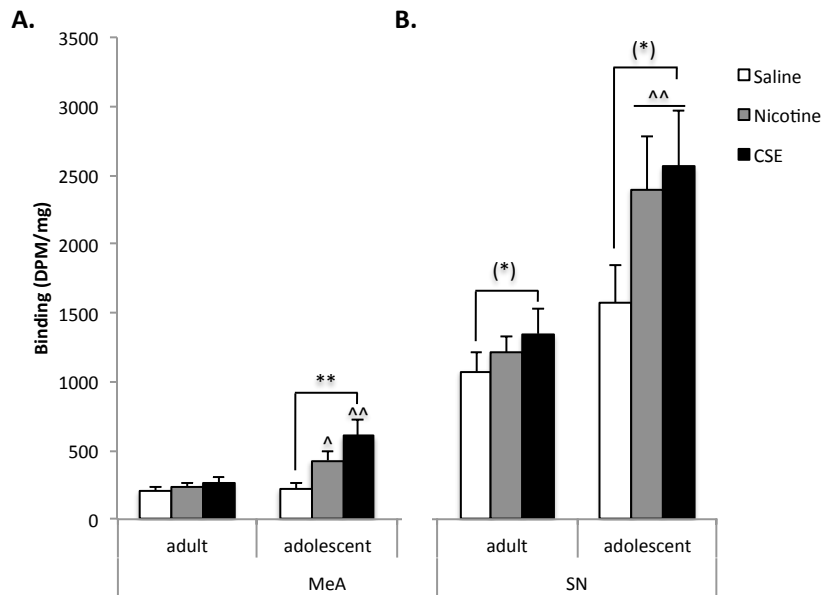 A.
B.
3500
3000
2500
2000
1500
1000
500
0
Binding (DPM/mg)
**
^
^^
(*)
(*)
^^
Saline
Nicotine
CSE
adult
adolescent
adult
adolescent
MeA
SN